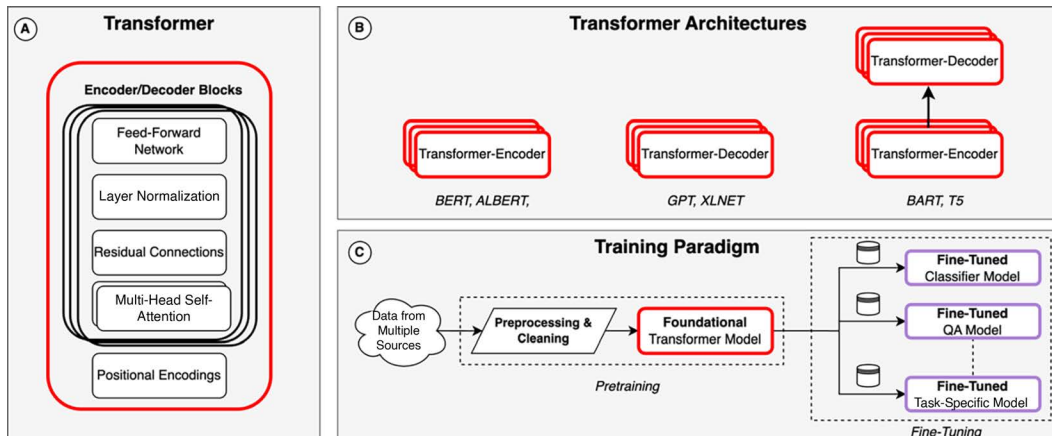 A
Transformer
Encoder/Decoder Blocks
Feed-Forward
Network
Layer Normalization
Residual Connections
Multi-Head Self-
Attention
Positional Encodings
B
Transformer Architectures
Transformer-Encoder
BERT, ALBERT,
Transformer-Decoder
GPT, XLNET
Transformer-Decoder
Transformer-Encoder
BART, T5
C
Training Paradigm
Data from
Multiple
Sources
Preprocessing &
Cleaning
Foundational
Transformer Model
Pretraining
Fine-Tuned
Classifier Model
Fine-Tuned
QA Model
Fine-Tuned
Task-Specific Model
Fine-Tuning